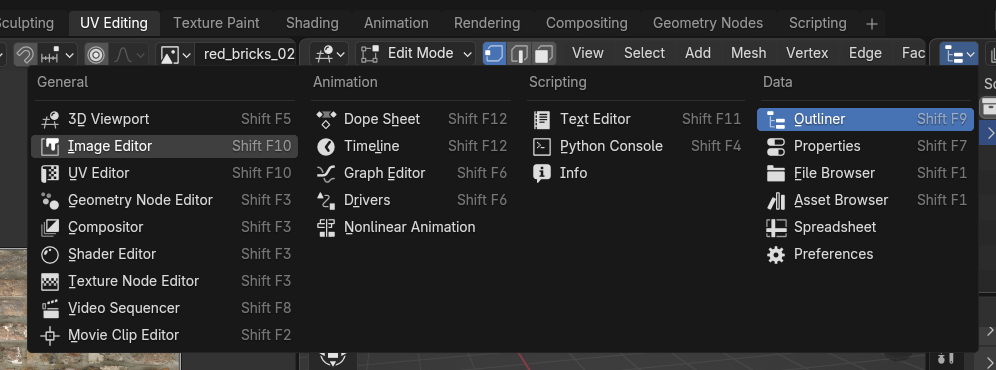 UV Editing Texture Paint Shading Animation Rendering Compositing Geometry Nodes Scripting +
red_bricks_02 Edit Mode View Select Add Mesh Vertex Edge
General Animation Scripting Data
3D Viewport Shift F5 Dope Sheet Shift F12 Text Editor Shift F11 Outliner Shift F9
Image Editor Shift F10 Timeline Shift F12 Python Console Shift F4 Properties Shift F7
UV Editor Shift F10 Graph Editor Shift F6 Info File Browser Shift F1
Geometry Node Editor Shift F3 Drivers Shift F6 Asset Browser Shift F1
Compositor Shift F3 Nonlinear Animation Spreadsheet
Shader Editor Shift F3 Preferences
Texture Node Editor Shift F3
Video Sequencer Shift F8
Movie Clip Editor Shift F2